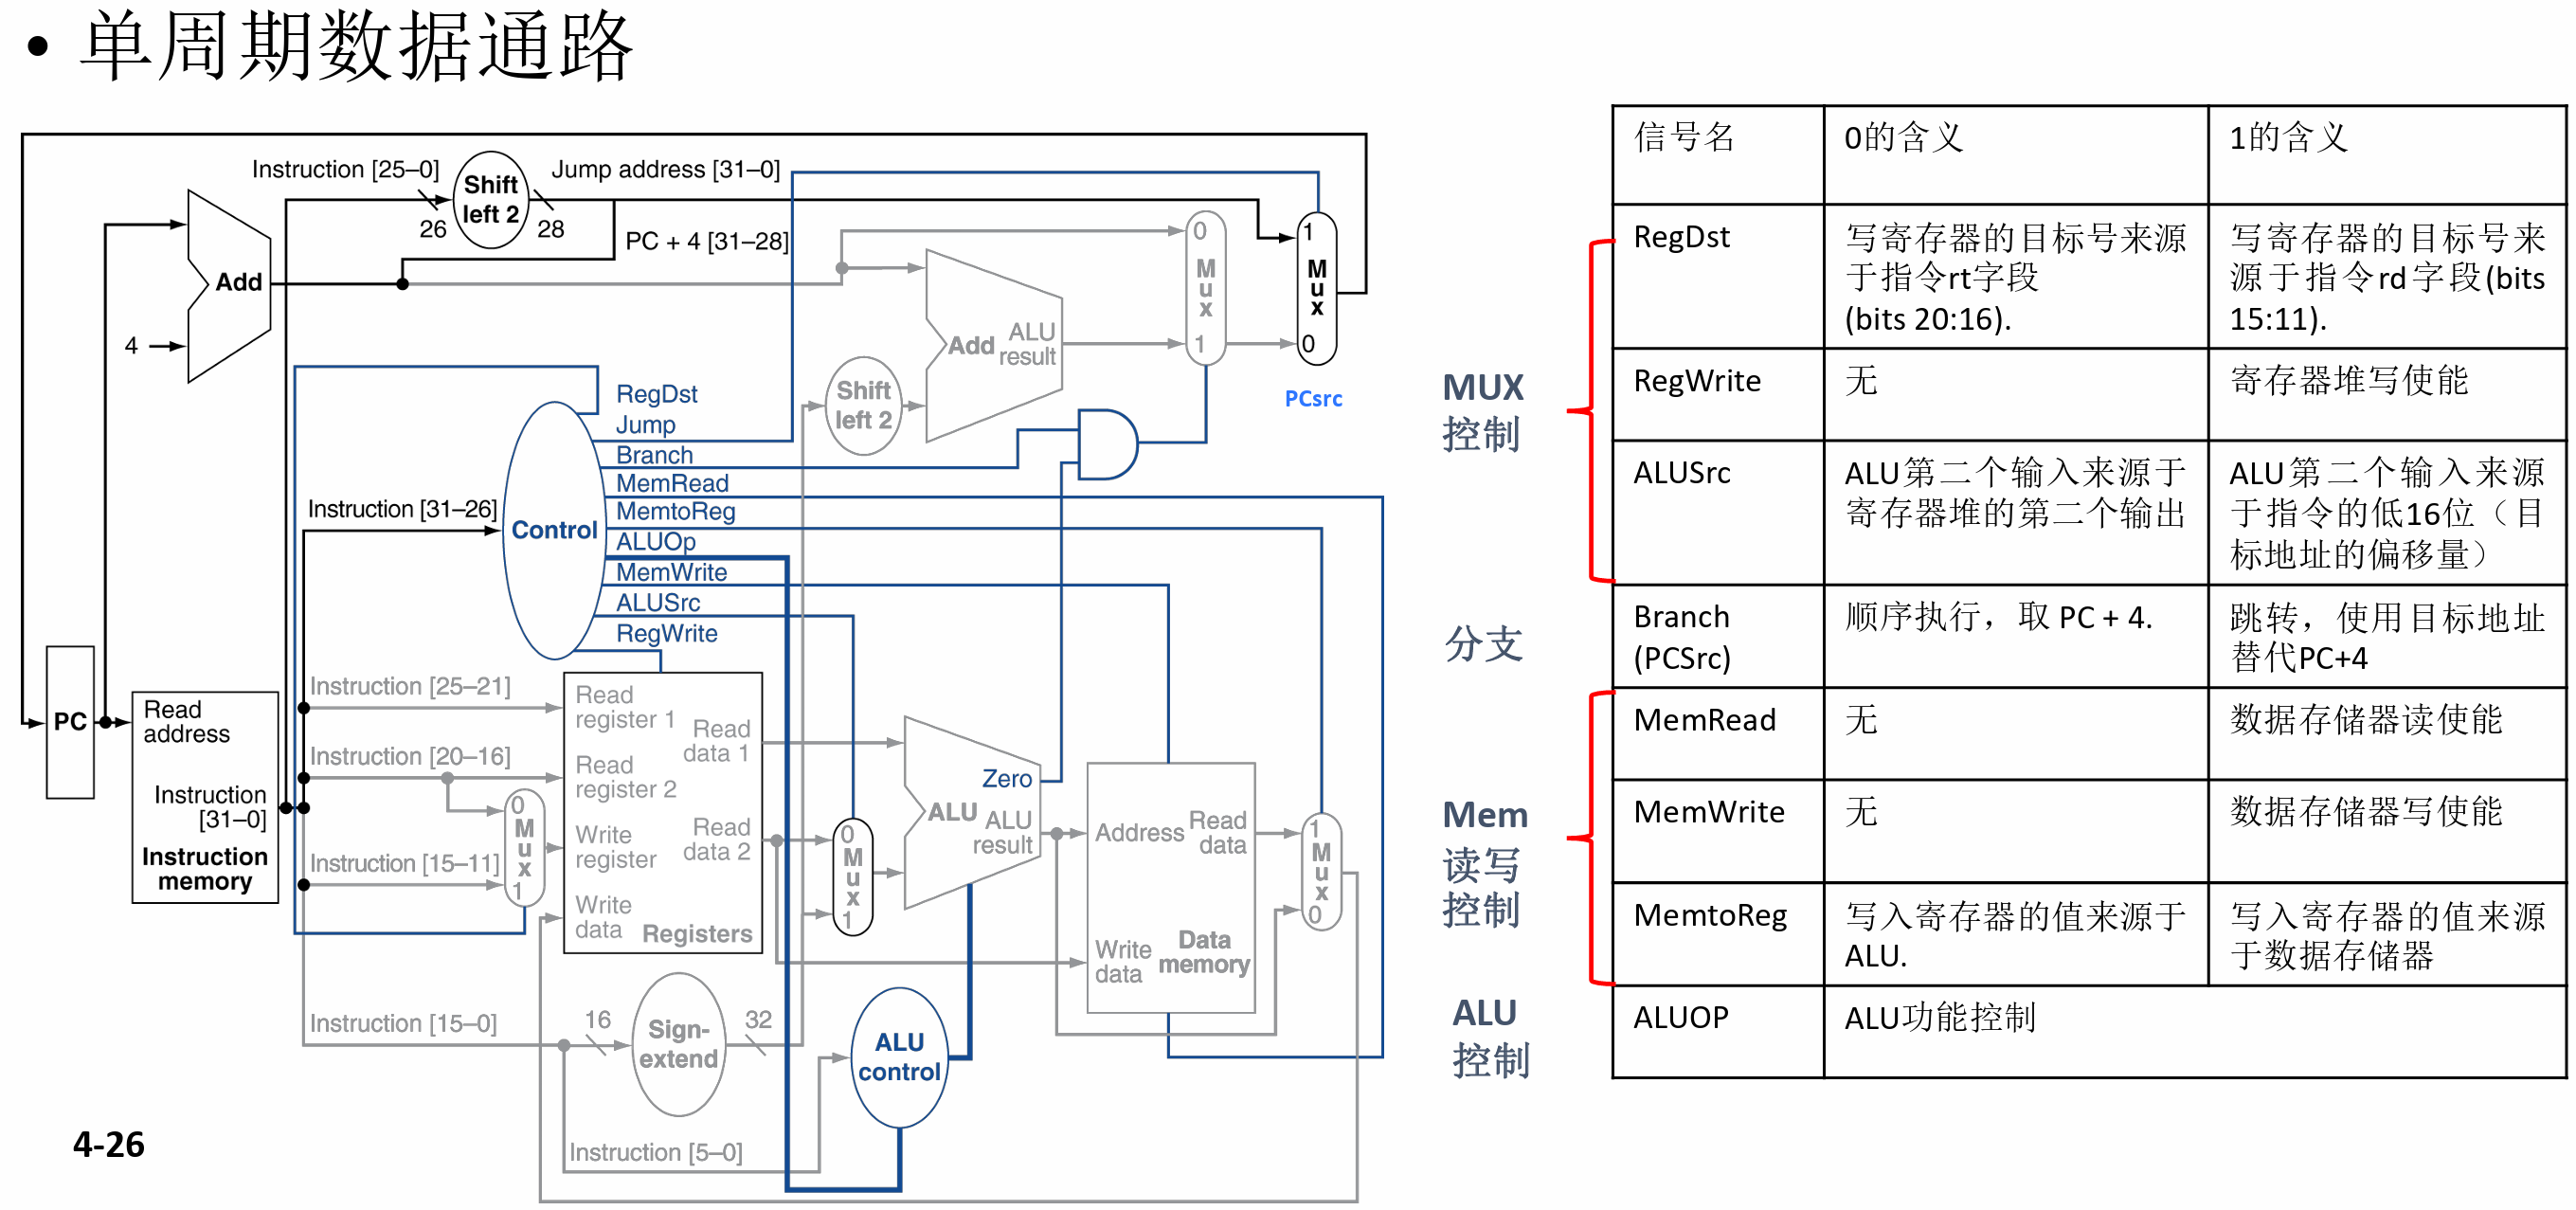 • 单周期数据通路
Instruction [25–0]
Shift
left 2
Jump address [31–0]
26
28
PC + 4 [31–28]
Add
4
0
M
u
x
1
1
M
u
x
0
PCsrc
Add
ALU
result
Shift
left 2
RegDst
Jump
Branch
MemRead
MemtoReg
ALUOp
MemWrite
ALUSrc
RegWrite
Instruction [31–26]
Control
PC
Read
address
Instruction
[31–0]
Instruction
memory
Instruction [25–21]
Instruction [20–16]
Instruction [15–11]
Instruction [15–0]
0
M
u
x
1
Read
register 1
Read
register 2
Write
register
Write
data
Read
data 1
Read
data 2
Registers
0
M
u
x
1
Zero
ALU
ALU
result
Address
Read
data
Write
data
Data
memory
1
M
u
x
0
16
Sign-
extend
32
ALU
control
Instruction [5–0]
4-26
MUX
控制
分支
Mem
读写
控制
ALU
控制
信号名
0的含义
1的含义
RegDst
写寄存器的目标号来源
于指令rt字段
(bits 20:16).
写寄存器的目标号来
源于指令rd字段(bits
15:11).
RegWrite
无
寄存器堆写使能
ALUSrc
ALU第二个输入来源于
寄存器堆的第二个输出
ALU第二个输入来源
于指令的低16位（目
标地址的偏移量）
Branch
(PCSrc)
顺序执行，取 PC + 4.
跳转，使用目标地址
替代PC+4
MemRead
无
数据存储器读使能
MemWrite
无
数据存储器写使能
MemtoReg
写入寄存器的值来源于
ALU.
写入寄存器的值来源
于数据存储器
ALUOP
ALU功能控制